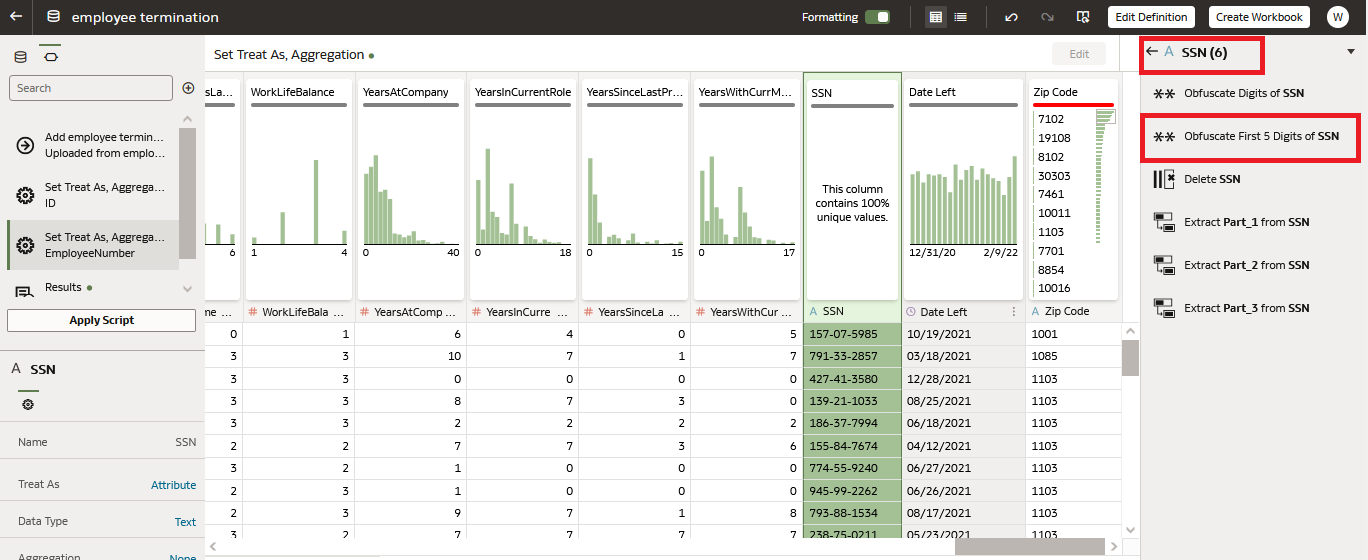 employee termination
Formatting
Edit Definition
Create Workbook
W
Search
Add employee termin...
Uploaded from emplo...
Set Treat As, Aggrega...
ID
Set Treat As, Aggrega...
EmployeeNumber
Results
Apply Script
A SSN
Name SSN
Treat As Attribute
Data Type Text
Aggregation None
Set Treat As, Aggregation
Edit
sLa... WorkLifeBalance YearsAtCompany YearsInCurrentRole YearsSinceLastPr... YearsWithCurrM... SSN Date Left Zip Code
7102
19108
8102
30303
7461
10011
1103
7701
8854
10016
This column
contains 100%
unique values.
6 1 4 0 40 0 18 0 15 0 17 12/31/20 2/9/22
me ... # WorkLifeBala ... # YearsAtComp ... # YearsInCurre ... # YearsSinceLa ... # YearsWithCur ... A SSN Date Left A Zip Code
0 1 6 4 0 5 157-07-5985 10/19/2021 1001
3 3 10 7 1 7 791-33-2857 03/18/2021 1085
3 3 0 0 0 0 427-41-3580 12/28/2021 1103
3 3 8 7 3 0 139-21-1033 08/25/2021 1103
3 3 2 2 2 2 186-37-7994 06/18/2021 1103
2 2 7 7 3 6 155-84-7674 04/12/2021 1103
3 2 1 0 0 0 774-55-9240 06/27/2021 1103
2 3 1 0 0 0 945-99-2262 06/26/2021 1103
2 3 9 7 1 8 793-88-1534 08/17/2021 1103
3 2 7 7 7 7 238-75-0211 05/23/2021 1103
A SSN (6)
Obfuscate Digits of SSN
Obfuscate First 5 Digits of SSN
Delete SSN
Extract Part_1 from SSN
Extract Part_2 from SSN
Extract Part_3 from SSN